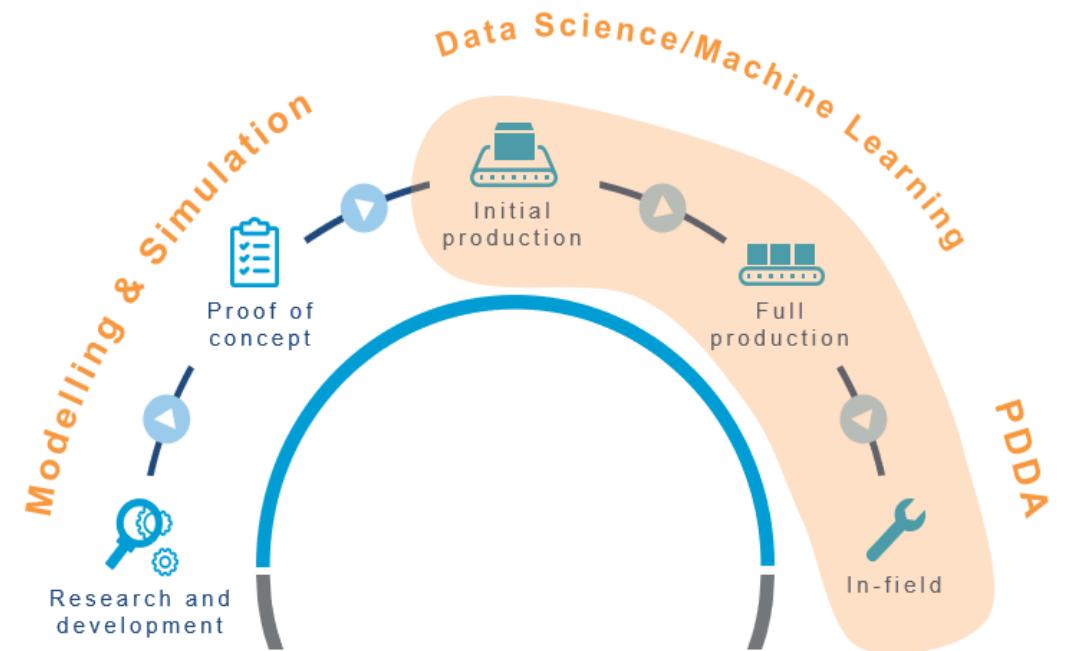 Data Science/Machine Learning
Modelling & Simulation
Initial
production
Proof of
concept
Full
production
PDDA
In-field
Research and
development